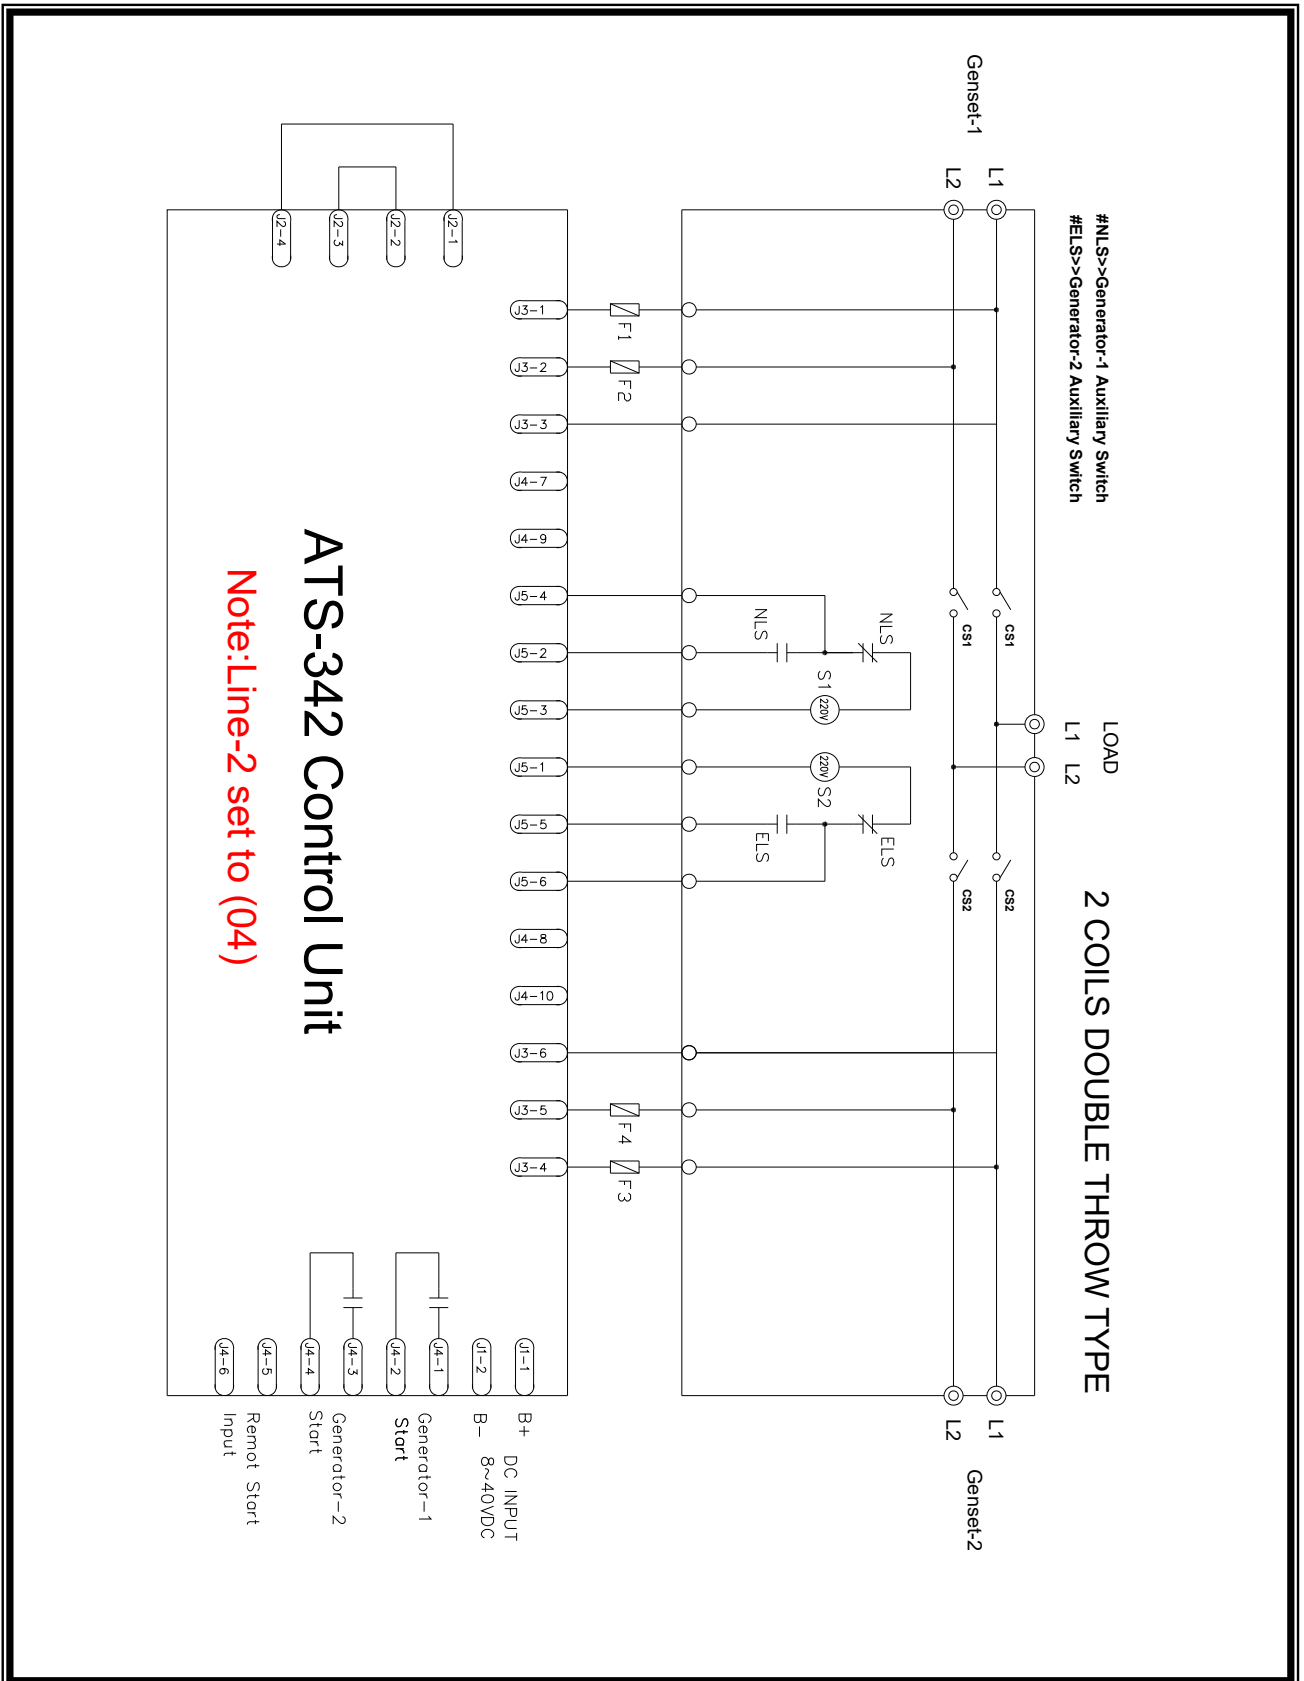 2 COILS DOUBLE THROW TYPE
#NLS>>Generator-1 Auxiliary Switch
#ELS>>Generator-2 Auxiliary Switch
LOAD
L1 L2
Genset-1
L1
L2
CS1
CS1
CS2
CS2
L1
L2
Genset-2
NLS
NLS
S1
220V
220V
S2
ELS
ELS
F1
F2
F4
F3
J3-1
J3-2
J3-3
J4-7
J4-9
J5-4
J5-2
J5-3
J5-1
J5-5
J5-6
J4-8
J4-10
J3-6
J3-5
J3-4
J2-1
J2-2
J2-3
J2-4
ATS-342 Control Unit
Note:Line-2 set to (04)
J1-1
B+
DC INPUT
J1-2
B-
8~40VDC
J4-1
Generator-1
J4-2
Start
J4-3
Generator-2
J4-4
Start
J4-5
Remot Start
J4-6
Input